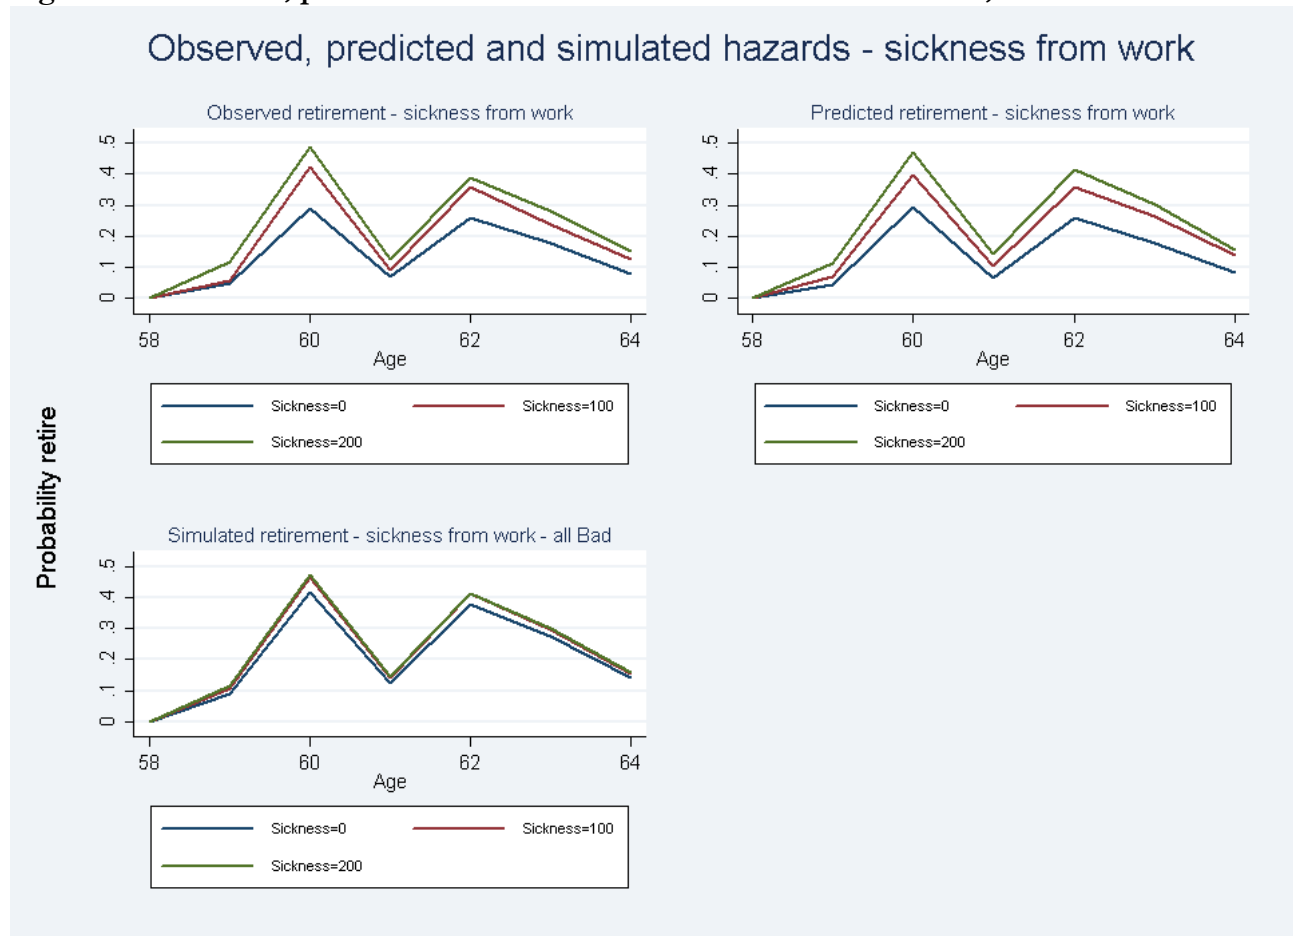 Observed, predicted and simulated hazards - sickness from work
Observed retirement - sickness from work
0 .1 .2 .3 .4 .5
58 60 62 64
Age
Sickness=0 Sickness=100
Sickness=200
Predicted retirement - sickness from work
0 .1 .2 .3 .4 .5
58 60 62 64
Age
Sickness=0 Sickness=100
Sickness=200
Probability retire
Simulated retirement - sickness from work - all Bad
0 .1 .2 .3 .4 .5
58 60 62 64
Age
Sickness=0 Sickness=100
Sickness=200